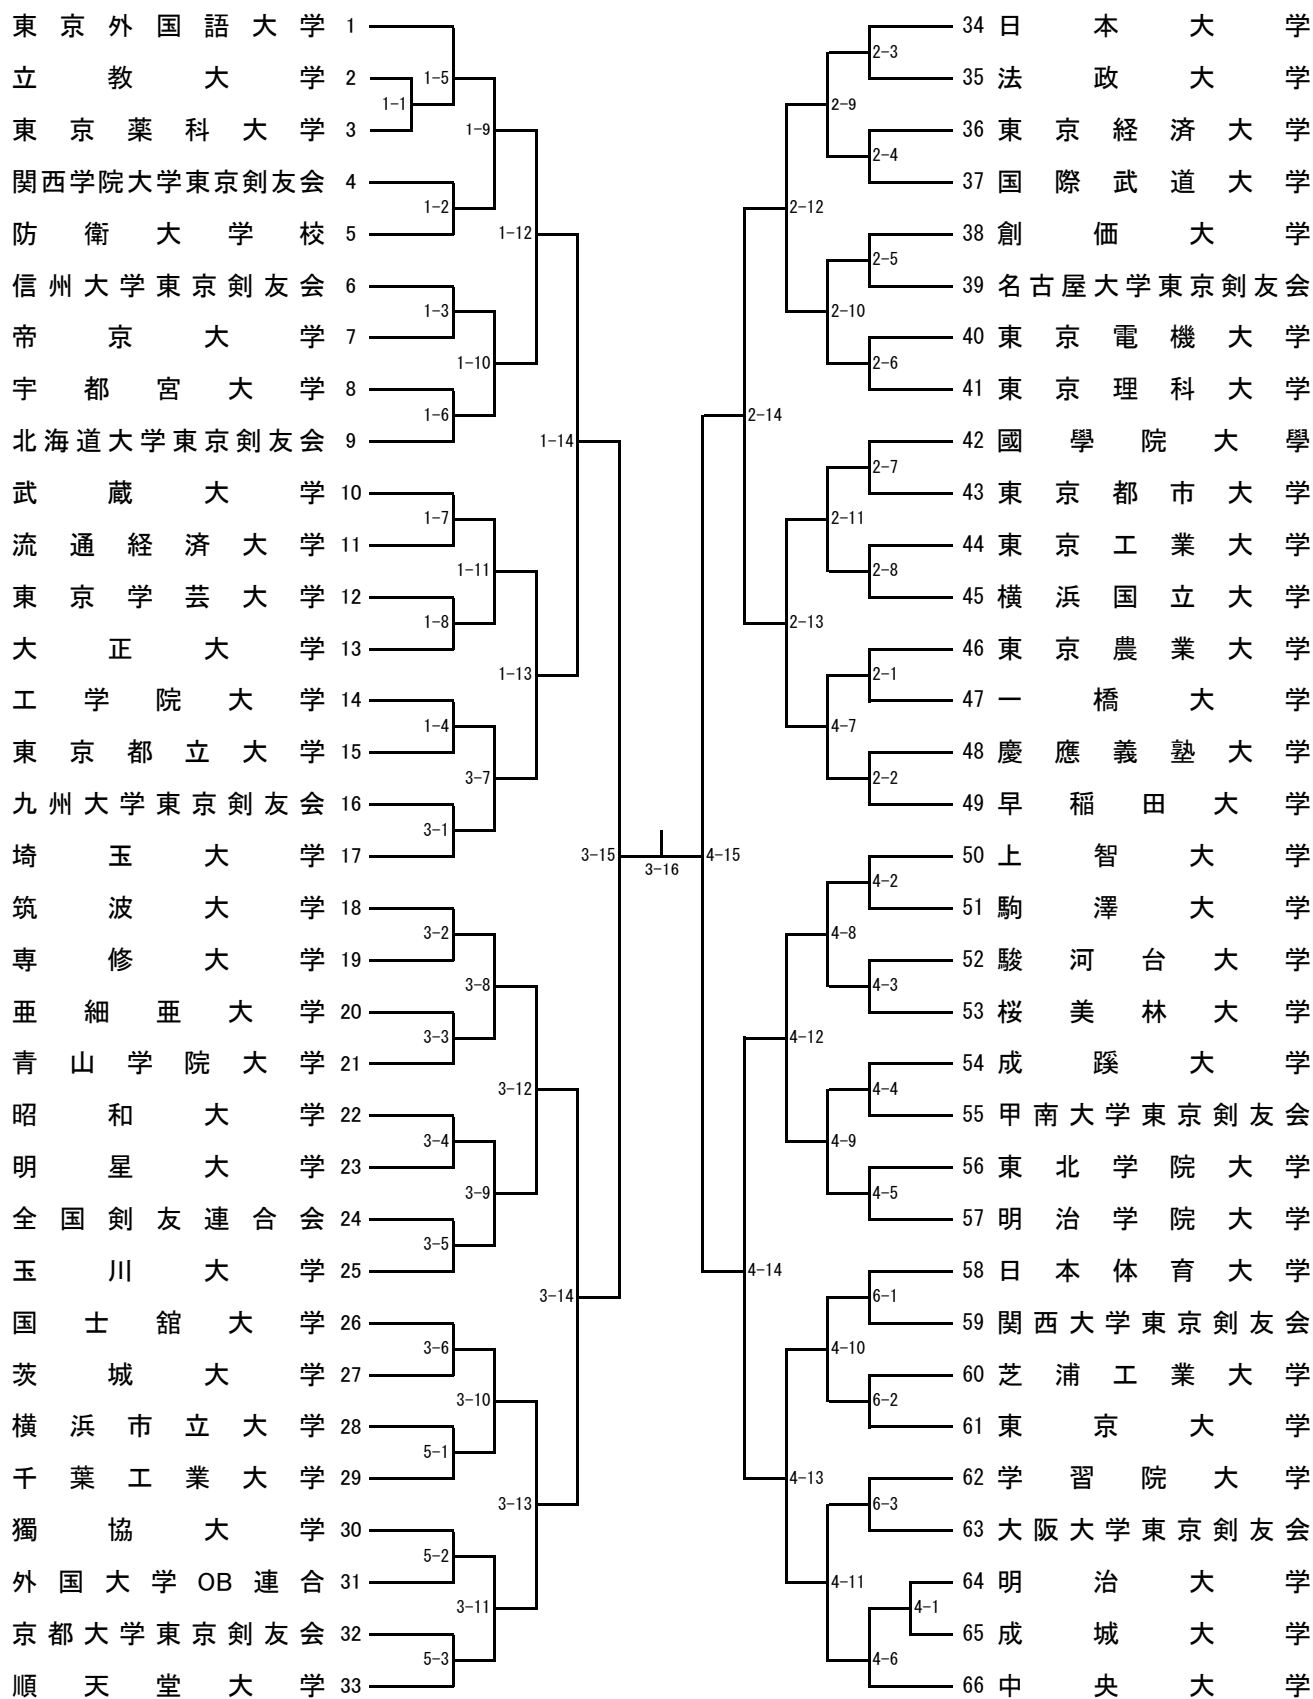 東京外国語大学 1
立教大学 2
東京薬科大学 3
関西学院大学東京剣友会 4
防衛大学校 5
信州大学東京剣友会 6
帝京大学 7
宇都宮大学 8
北海道大学東京剣友会 9
武蔵大学 10
流通経済大学 11
東京学芸大学 12
大正大学 13
工学院大学 14
東京都立大学 15
九州大学東京剣友会 16
埼玉大学 17
筑波大学 18
専修大学 19
亜細亜大学 20
青山学院大学 21
昭和大学 22
明星大学 23
全国剣友連合会 24
玉川大学 25
国士舘大学 26
茨城大学 27
横浜市立大学 28
千葉工業大学 29
獨協大学 30
外国大学OB連合 31
京都大学東京剣友会 32
順天堂大学 33
1-1
1-5
1-2
1-3
1-6
1-7
1-8
1-4
3-1
3-2
3-3
3-4
3-5
3-6
5-1
5-2
5-3
1-9
1-10
1-11
3-7
3-8
3-9
3-10
3-11
1-12
1-13
3-12
3-13
1-14
3-14
3-15
3-16
4-15
2-14
4-14
2-12
2-13
4-12
4-13
2-9
2-10
2-11
4-7
4-8
4-9
4-10
4-11
2-3
2-4
2-5
2-6
2-7
2-8
2-1
2-2
4-2
4-3
4-4
4-5
6-1
6-2
6-3
4-1
4-6
34 日本大学
35 法政大学
36 東京経済大学
37 国際武道大学
38 創価大学
39 名古屋大学東京剣友会
40 東京電機大学
41 東京理科大学
42 國學院大學
43 東京都市大学
44 東京工業大学
45 横浜国立大学
46 東京農業大学
47 一橋大学
48 慶應義塾大学
49 早稲田大学
50 上智大学
51 駒澤大学
52 駿河台大学
53 桜美林大学
54 成蹊大学
55 甲南大学東京剣友会
56 東北学院大学
57 明治学院大学
58 日本体育大学
59 関西大学東京剣友会
60 芝浦工業大学
61 東京大学
62 学習院大学
63 大阪大学東京剣友会
64 明治大学
65 成城大学
66 中央大学